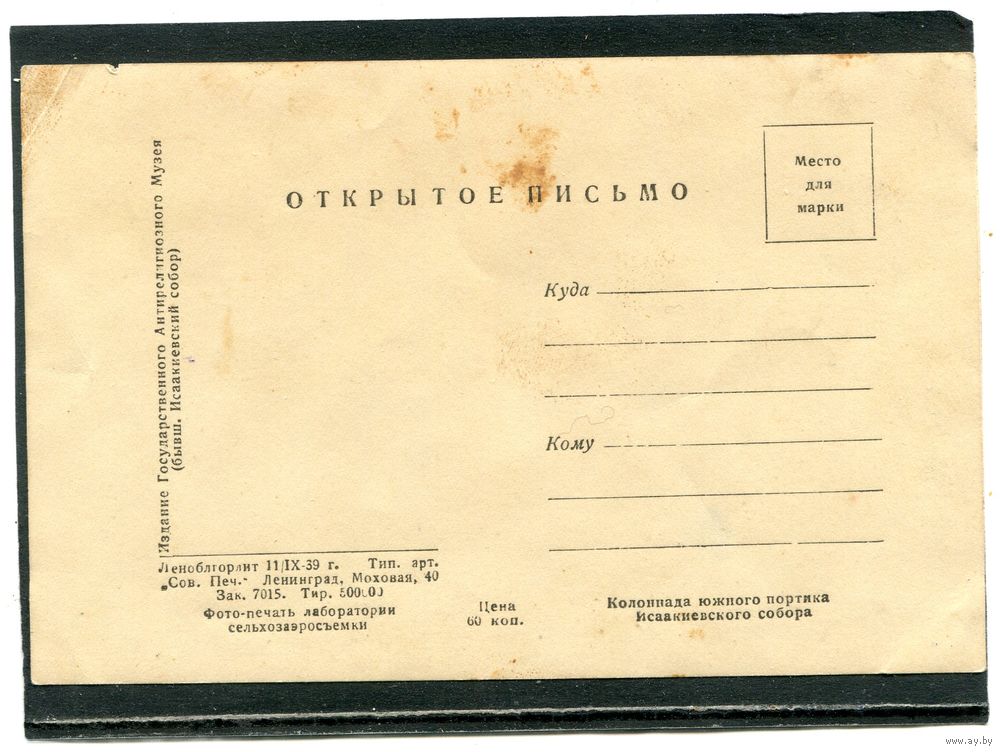 ОТКРЫТОЕ ПИСЬМО
Место
для
марки
Издание Государственного Антирелигиозного Музея
(бывш. Исаакиевский собор)
Куда
Кому
Леноблгорлит 11/IX-39 г. Тип. арт.
„Сов. Печ.“ Ленинград, Моховая, 40
Зак. 7015. Тир. 500000
Фото-печать лаборатории
сельхозаэросъемки
Цена
60 коп.
Колоннада южного портика
Исаакиевского собора
www.ay.by